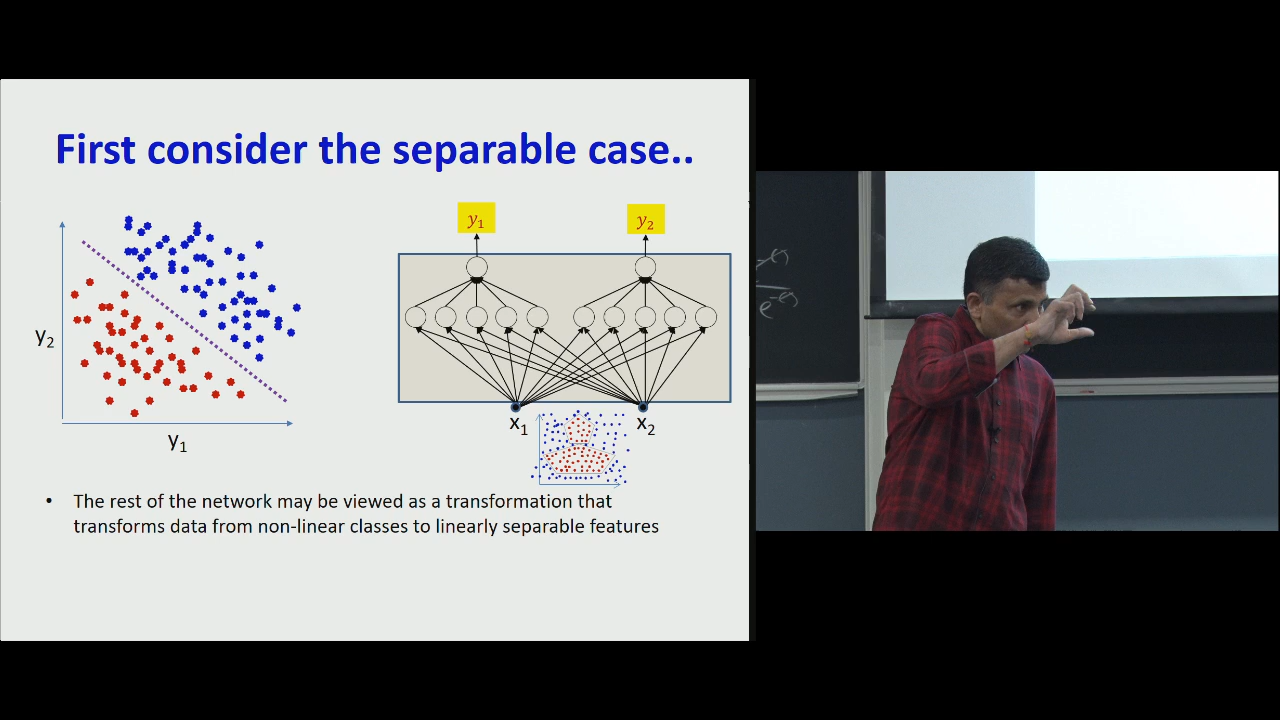 First consider the separable case..
y₁
y₂
y₂
y₁
x₁
x₂
• The rest of the network may be viewed as a transformation that
transforms data from non-linear classes to linearly separable features